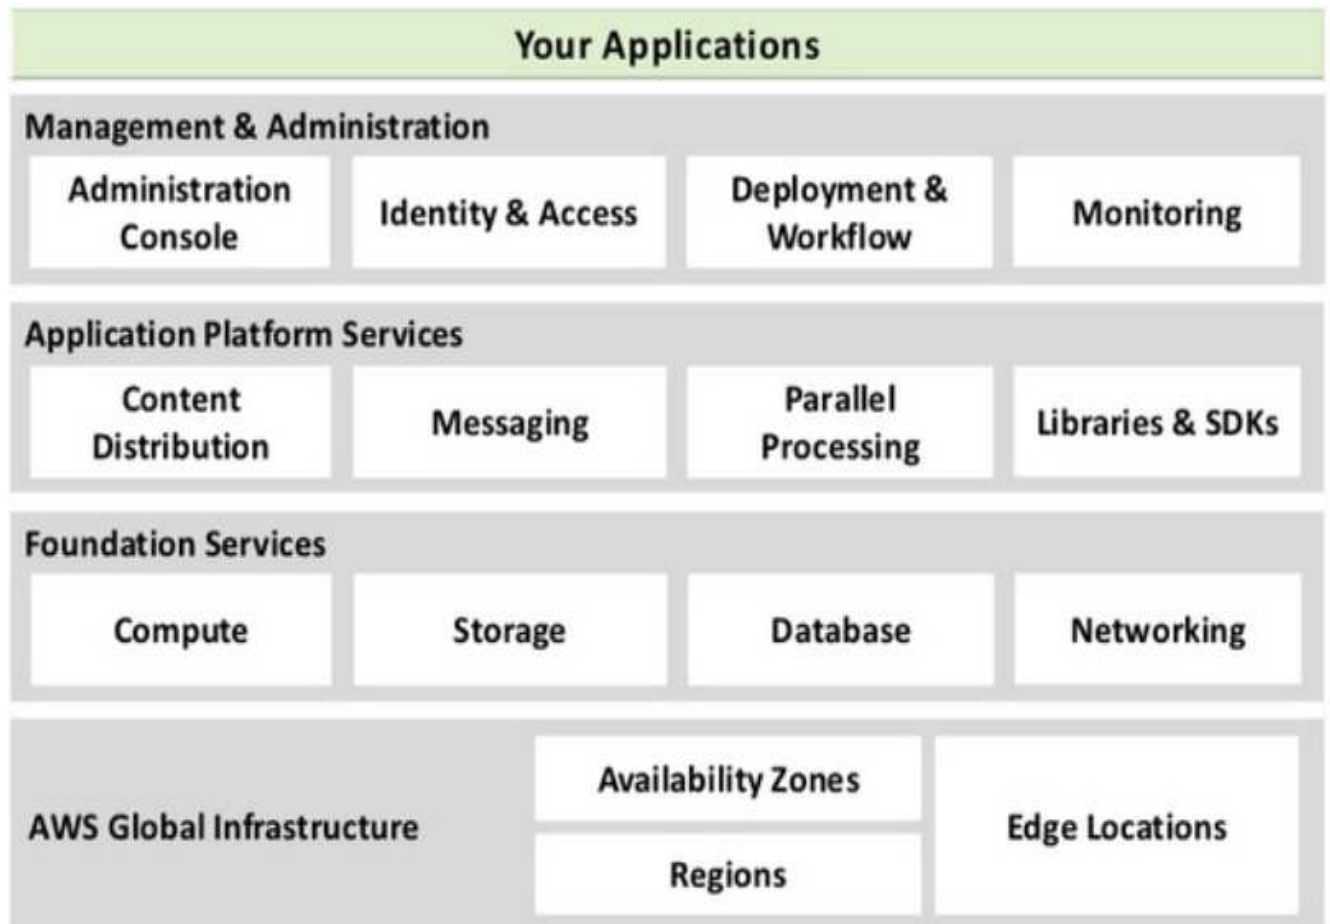 Your Applications
Management & Administration
Administration
Console
Identity & Access
Deployment &
Workflow
Monitoring
Application Platform Services
Content
Distribution
Messaging
Parallel
Processing
Libraries & SDKs
Foundation Services
Compute
Storage
Database
Networking
AWS Global Infrastructure
Availability Zones
Regions
Edge Locations